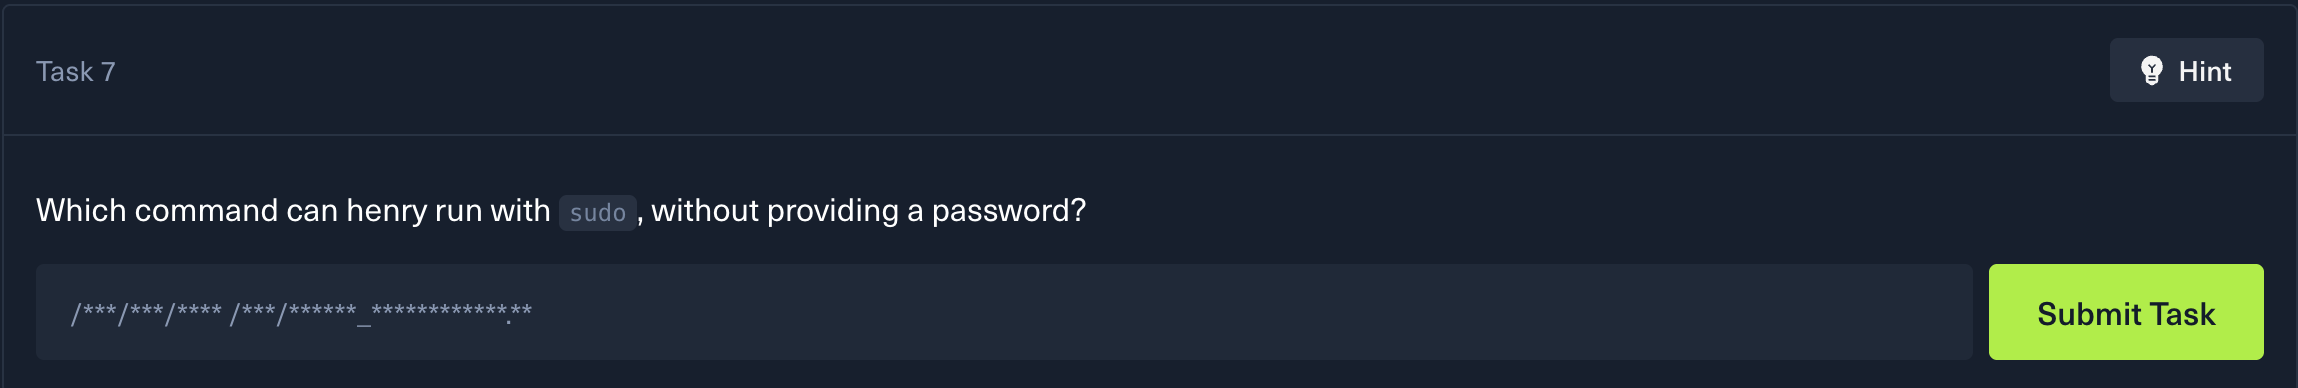 Task 7
Hint
Which command can henry run with sudo, without providing a password?
/***/***/**** /***/******_************.**
Submit Task